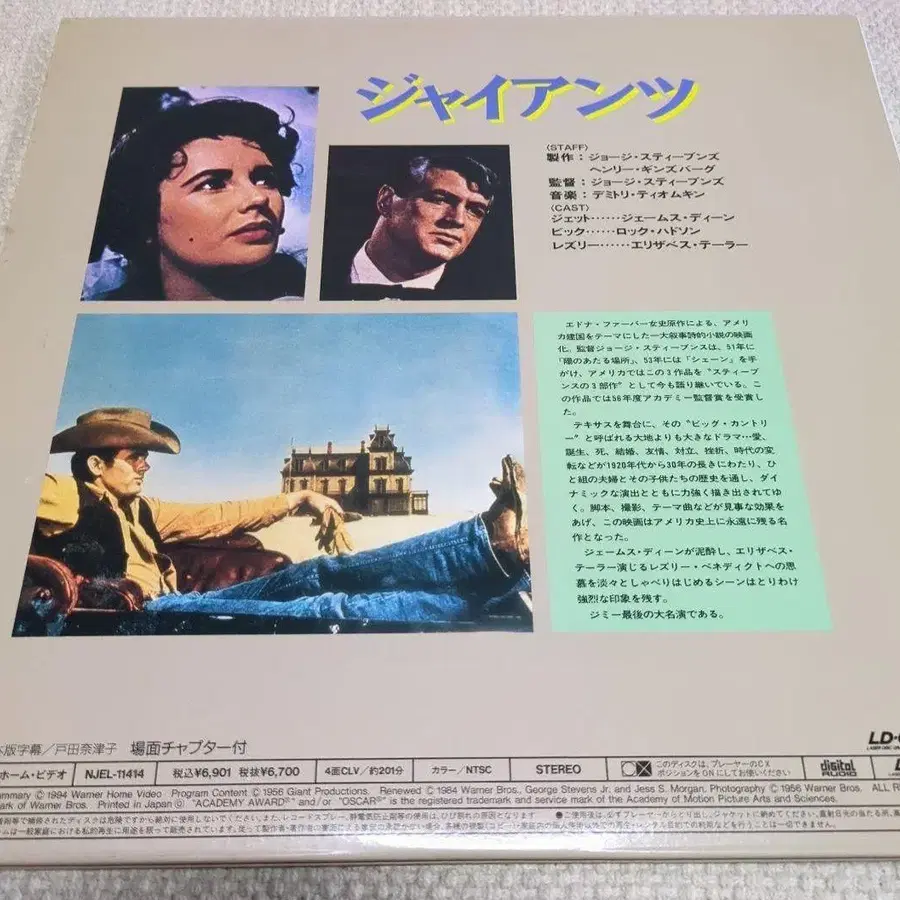 ジャイアンツ
〈STAFF〉
製作：ジョージ・スティーブンズ
ヘンリー・ギンズバーグ
監督：ジョージ・スティーブンズ
音楽：デミトリ・ティオムキン
〈CAST〉
ジェット……ジェームス・ディーン
ビック……ロック・ハドソン
レズリー……エリザベス・テーラー
エドナ・ファーバー女史原作による、アメリ
カ建国をテーマにした一大叙事詩的小説の映画
化。監督ジョージ・スティーブンスは、51年に
「陽のあたる場所」、53年には「シェーン」を手
がけ、アメリカではこの3作品を“スティーブ
ンスの3部作”として今も語り継いでいる。こ
の作品では56年度アカデミー監督賞を受賞し
た。
テキサスを舞台に、その“ビッグ・カントリ
ー”と呼ばれる大地よりも大きなドラマ…愛、
誕生、死、結婚、友情、対立、挫折、時代の変
転などが1920年代から30年の長きにわたり、ひ
と組の夫婦とその子供たちの歴史を通し、ダイ
ナミックな演出とともに力強く描き出されてゆ
く。脚本、撮影、テーマ曲などが見事な効果を
あげ、この映画はアメリカ史上に永遠に残る名
作となった。
ジェームス・ディーンが泥酔し、エリザベス・
テーラー演じるレズリー・ベネディクトへの思
慕を淡々としゃべりはじめるシーンはとりわけ
強烈な印象を残す。
ジミー最後の大名演である。
版字幕／戸田奈津子 場面チャプター付
ホーム・ビデオ NJEL-11414 税込¥6,901 税抜¥6,700 4面CLV／約201分 カラー／NTSC STEREO このディスクは、プレーヤーのCX
ポジションをONにしてお使いください digital AUDIO
ummary © 1994 Warner Home Video Program Content © 1956 Giant Productions. Renewed © 1984 Warner Bros., George Stevens Jr. and Jess S. Morgan. Photography © 1956 Warner Bros. ALL
ark of Warner Bros. Printed in Japan "ACADEMY AWARD®" and/or "OSCAR®" is the registered trademark and service mark of the Academy of Motion Picture Arts and Sciences.